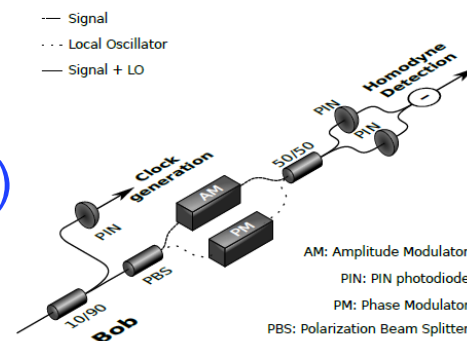 Signal
Local Oscillator
Signal + LO
Homodyne
Detection
PIN
PIN
50/50
Clock
generation
AM
PM
PIN
PBS
10/90
Bob
AM: Amplitude Modulator
PIN: PIN photodiode
PM: Phase Modulator
PBS: Polarization Beam Splitter